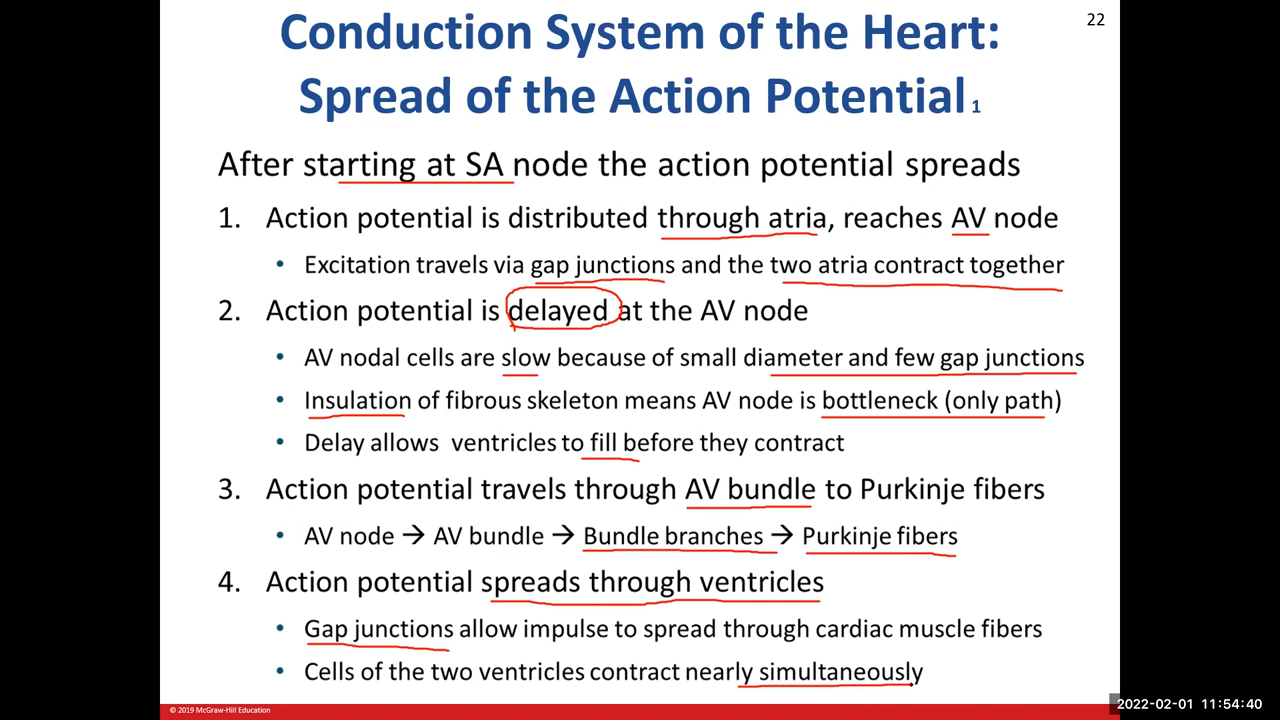 22
Conduction System of the Heart:
Spread of the Action Potential 1
After starting at SA node the action potential spreads
1. Action potential is distributed through atria, reaches AV node
• Excitation travels via gap junctions and the two atria contract together
2. Action potential is delayed at the AV node
• AV nodal cells are slow because of small diameter and few gap junctions
• Insulation of fibrous skeleton means AV node is bottleneck (only path)
• Delay allows ventricles to fill before they contract
3. Action potential travels through AV bundle to Purkinje fibers
• AV node → AV bundle → Bundle branches → Purkinje fibers
4. Action potential spreads through ventricles
• Gap junctions allow impulse to spread through cardiac muscle fibers
• Cells of the two ventricles contract nearly simultaneously
© 2019 McGraw-Hill Education
2022-02-01 11:54:40